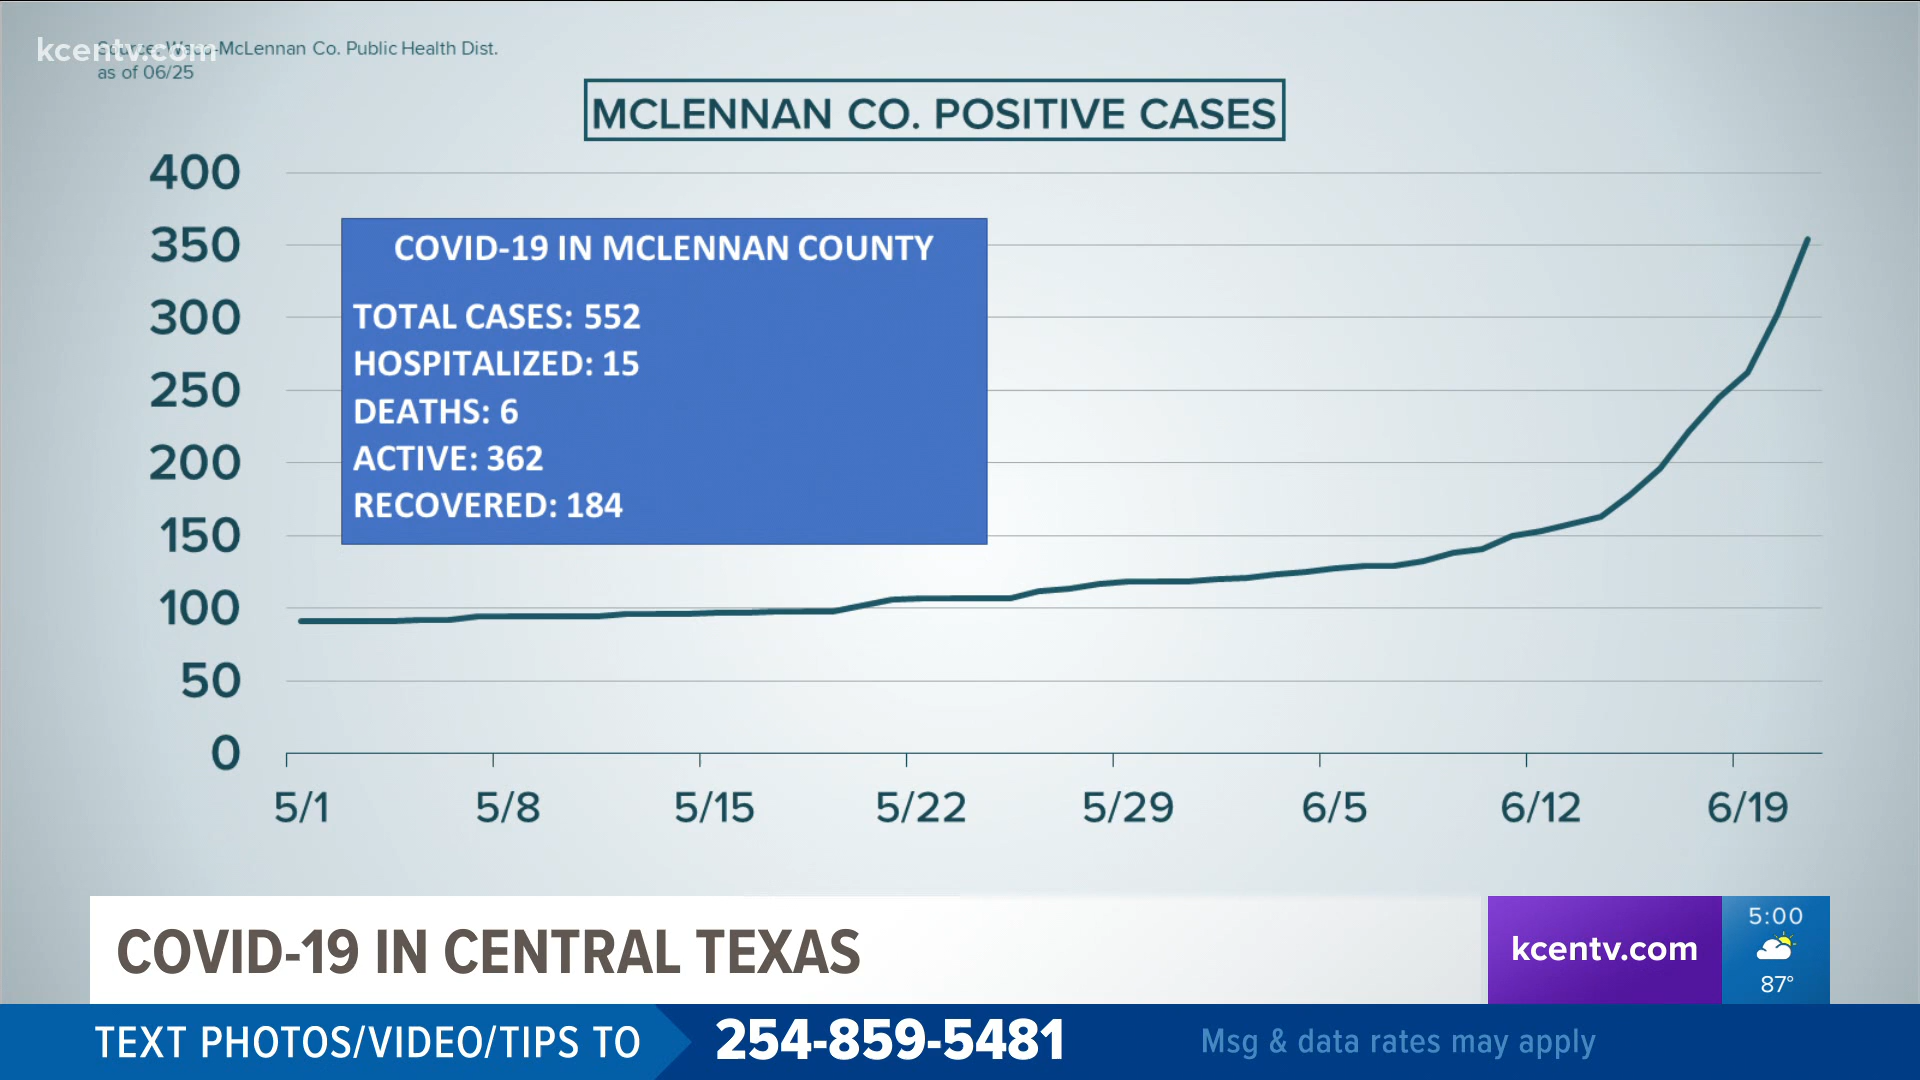 kcentv.com
Source: Waco-McLennan Co. Public Health Dist.
as of 06/25
MCLENNAN CO. POSITIVE CASES
400
350
300
250
200
150
100
50
0
COVID-19 IN MCLENNAN COUNTY
TOTAL CASES: 552
HOSPITALIZED: 15
DEATHS: 6
ACTIVE: 362
RECOVERED: 184
5/1 5/8 5/15 5/22 5/29 6/5 6/12 6/19
COVID-19 IN CENTRAL TEXAS
kcentv.com
5:00
87°
TEXT PHOTOS/VIDEO/TIPS TO 254-859-5481 Msg & data rates may apply